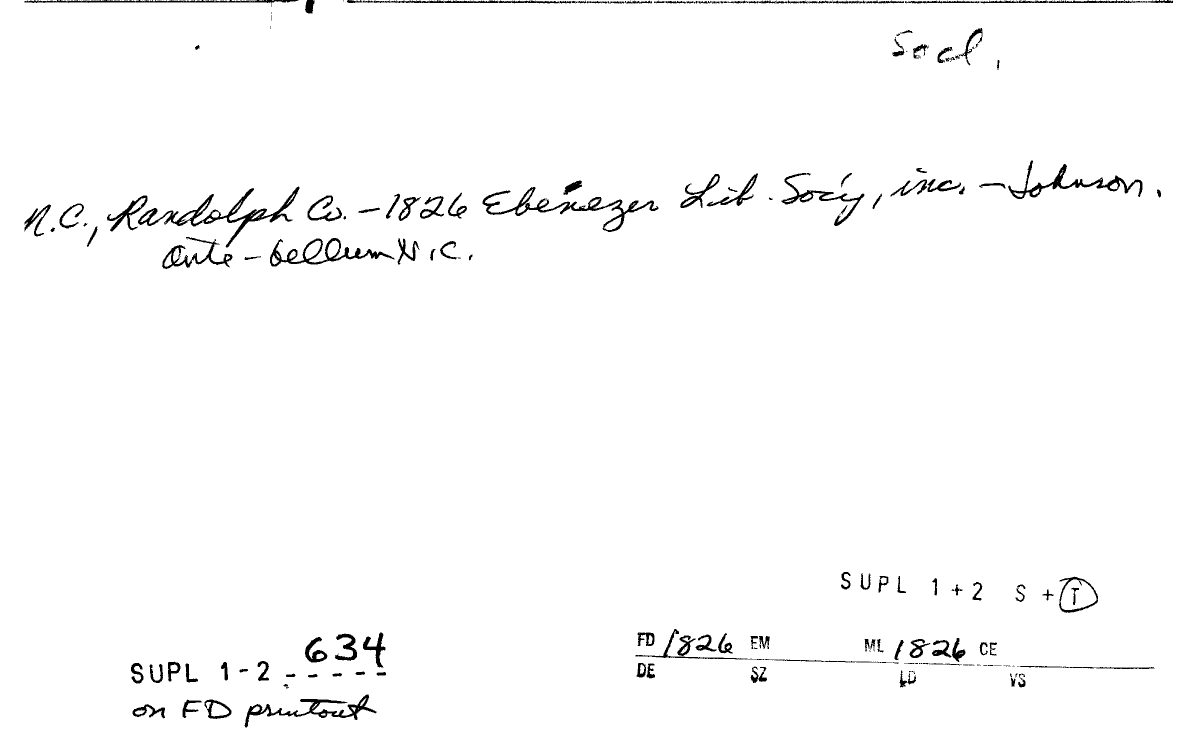 Socl.
N.C., Randolph Co. - 1826 Ebenezer Lib. Soc'y, inc. - Johnson.
Ante-bellum N.C.
SUPL 1+2 S + T
FD 1826 EM ML 1826 CE
DE SZ LD VS
634
SUPL 1-2 - - - - -
on FD printout